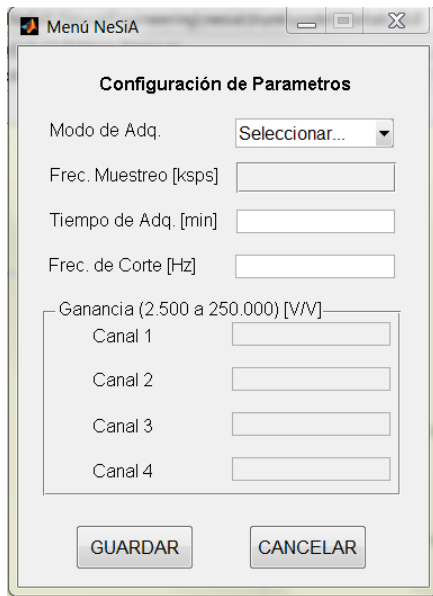 Menú NeSiA
Configuración de Parametros
Modo de Adq. Seleccionar...
Frec. Muestreo [ksps]
Tiempo de Adq. [min]
Frec. de Corte [Hz]
Ganancia (2.500 a 250.000) [V/V]
Canal 1
Canal 2
Canal 3
Canal 4
GUARDAR CANCELAR